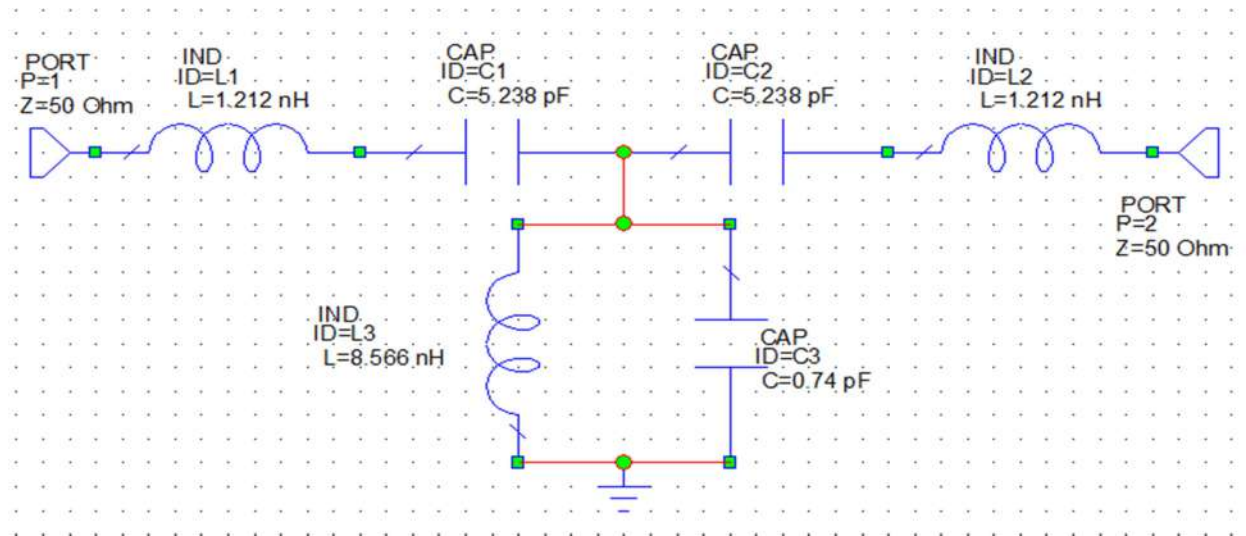 PORT
P=1
Z=50 Ohm
IND
ID=L1
L=1.212 nH
CAP
ID=C1
C=5.238 pF
CAP
ID=C2
C=5.238 pF
IND
ID=L2
L=1.212 nH
PORT
P=2
Z=50 Ohm
IND
ID=L3
L=8.566 nH
CAP
ID=C3
C=0.74 pF